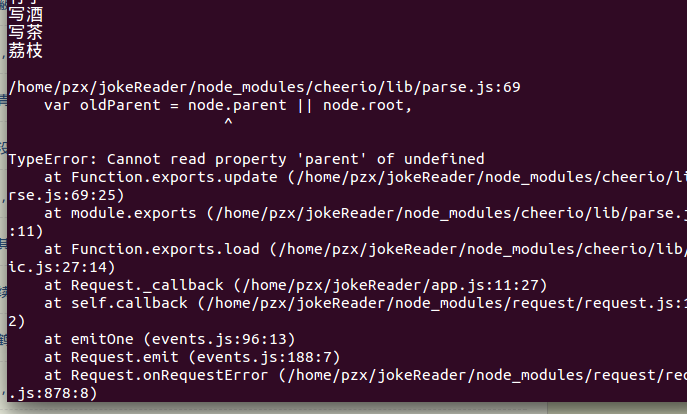 写酒
写茶
荔枝
/home/pzx/jokeReader/node_modules/cheerio/lib/parse.js:69
    var oldParent = node.parent || node.root,
                        ^
TypeError: Cannot read property 'parent' of undefined
    at Function.exports.update (/home/pzx/jokeReader/node_modules/cheerio/li
rse.js:69:25)
    at module.exports (/home/pzx/jokeReader/node_modules/cheerio/lib/parse.j
:11)
    at Function.exports.load (/home/pzx/jokeReader/node_modules/cheerio/lib/
ic.js:27:14)
    at Request._callback (/home/pzx/jokeReader/app.js:11:27)
    at self.callback (/home/pzx/jokeReader/node_modules/request/request.js:1
2)
    at emitOne (events.js:96:13)
    at Request.emit (events.js:188:7)
    at Request.onRequestError (/home/pzx/jokeReader/node_modules/request/req
.js:878:8)